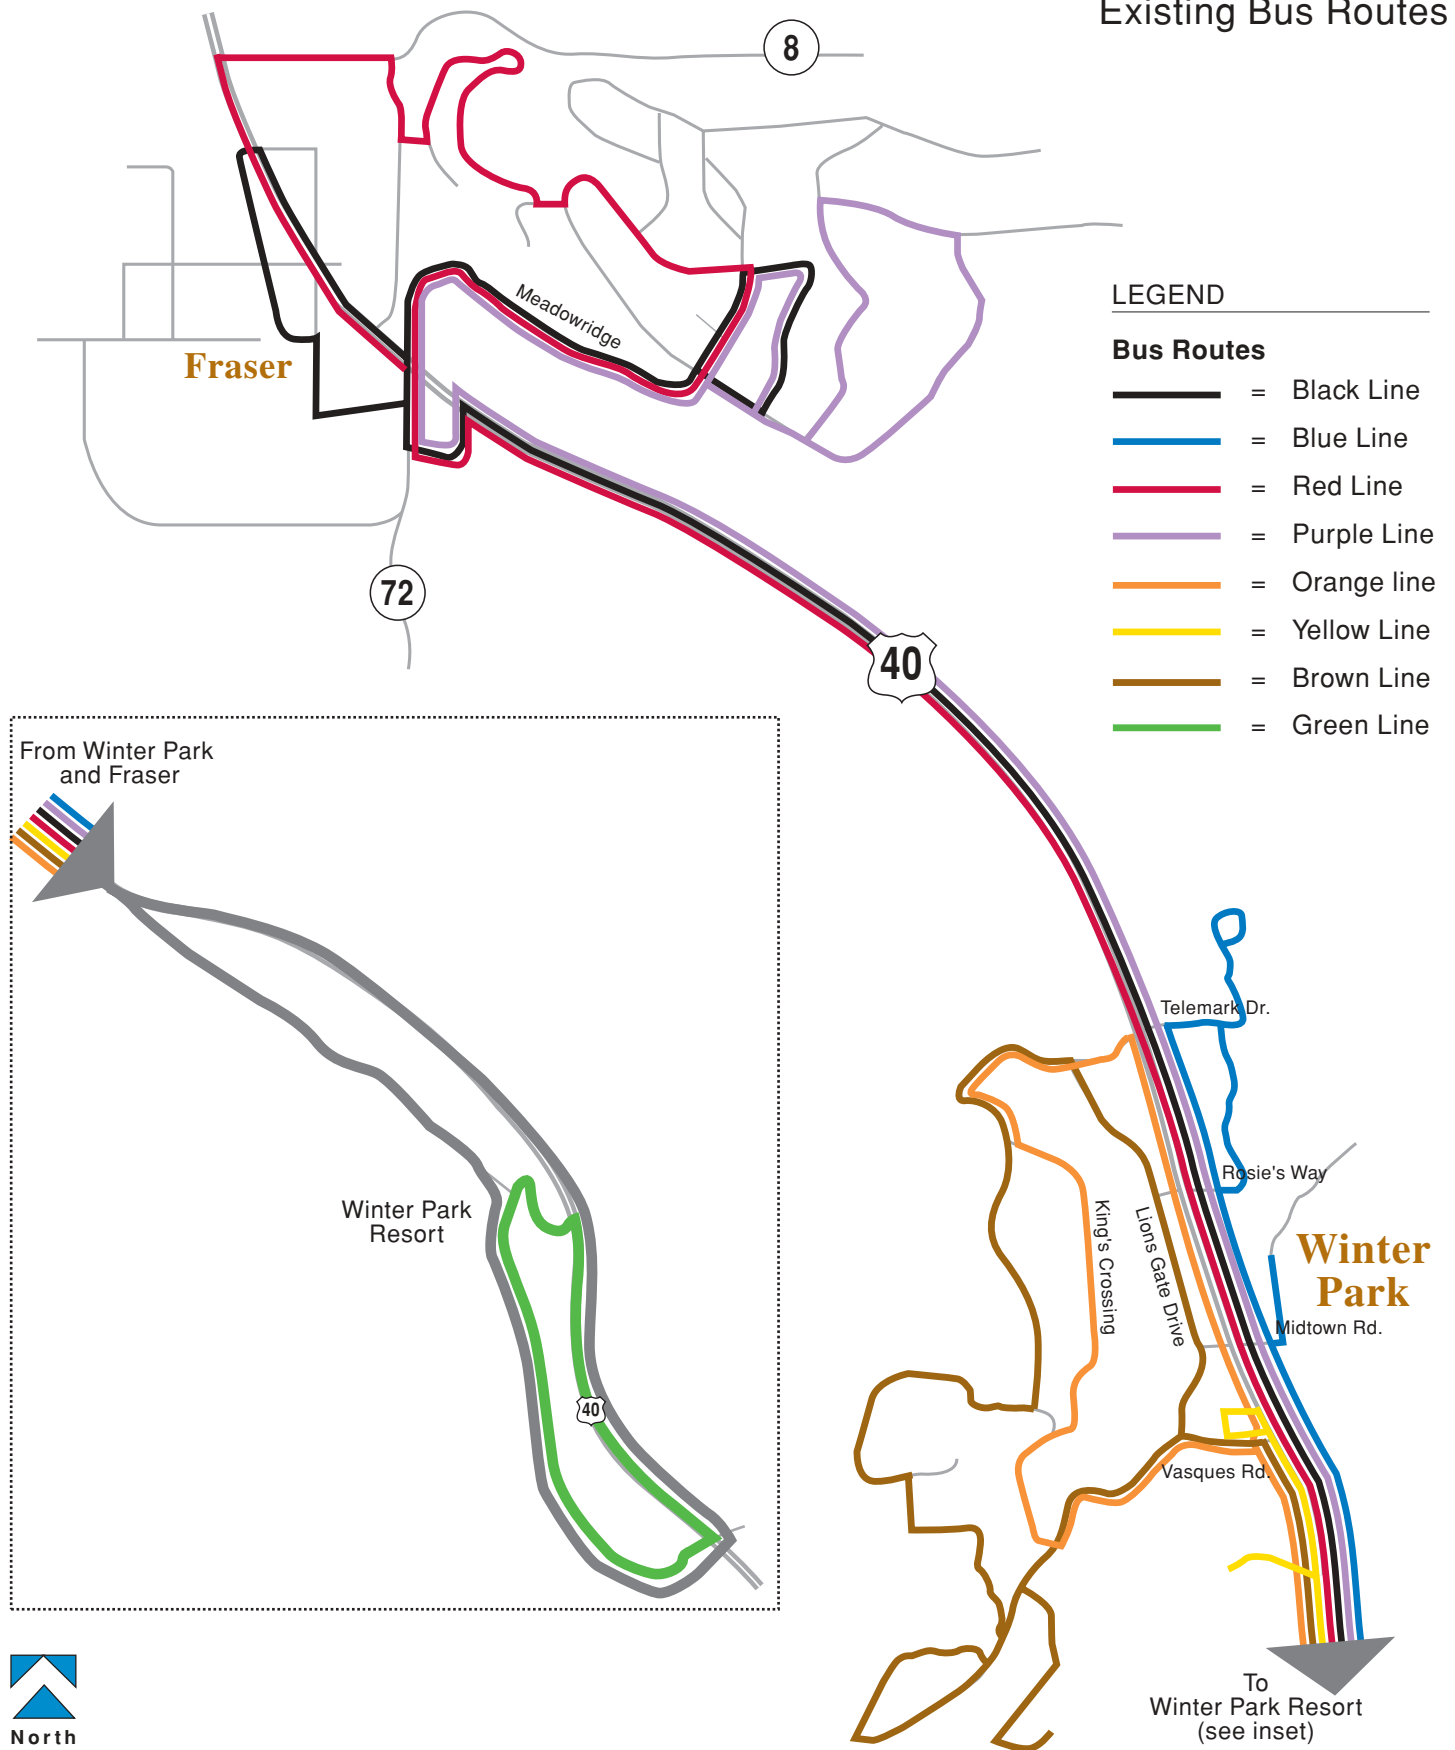 Existing Bus Routes
8
Meadowridge
Fraser
72
40
LEGEND
Bus Routes
= Black Line
= Blue Line
= Red Line
= Purple Line
= Orange line
= Yellow Line
= Brown Line
= Green Line
From Winter Park
and Fraser
Winter Park
Resort
40
Telemark Dr.
Rosie's Way
King's Crossing
Lions Gate Drive
Winter
Park
Midtown Rd.
Vasques Rd.
To
Winter Park Resort
(see inset)
North